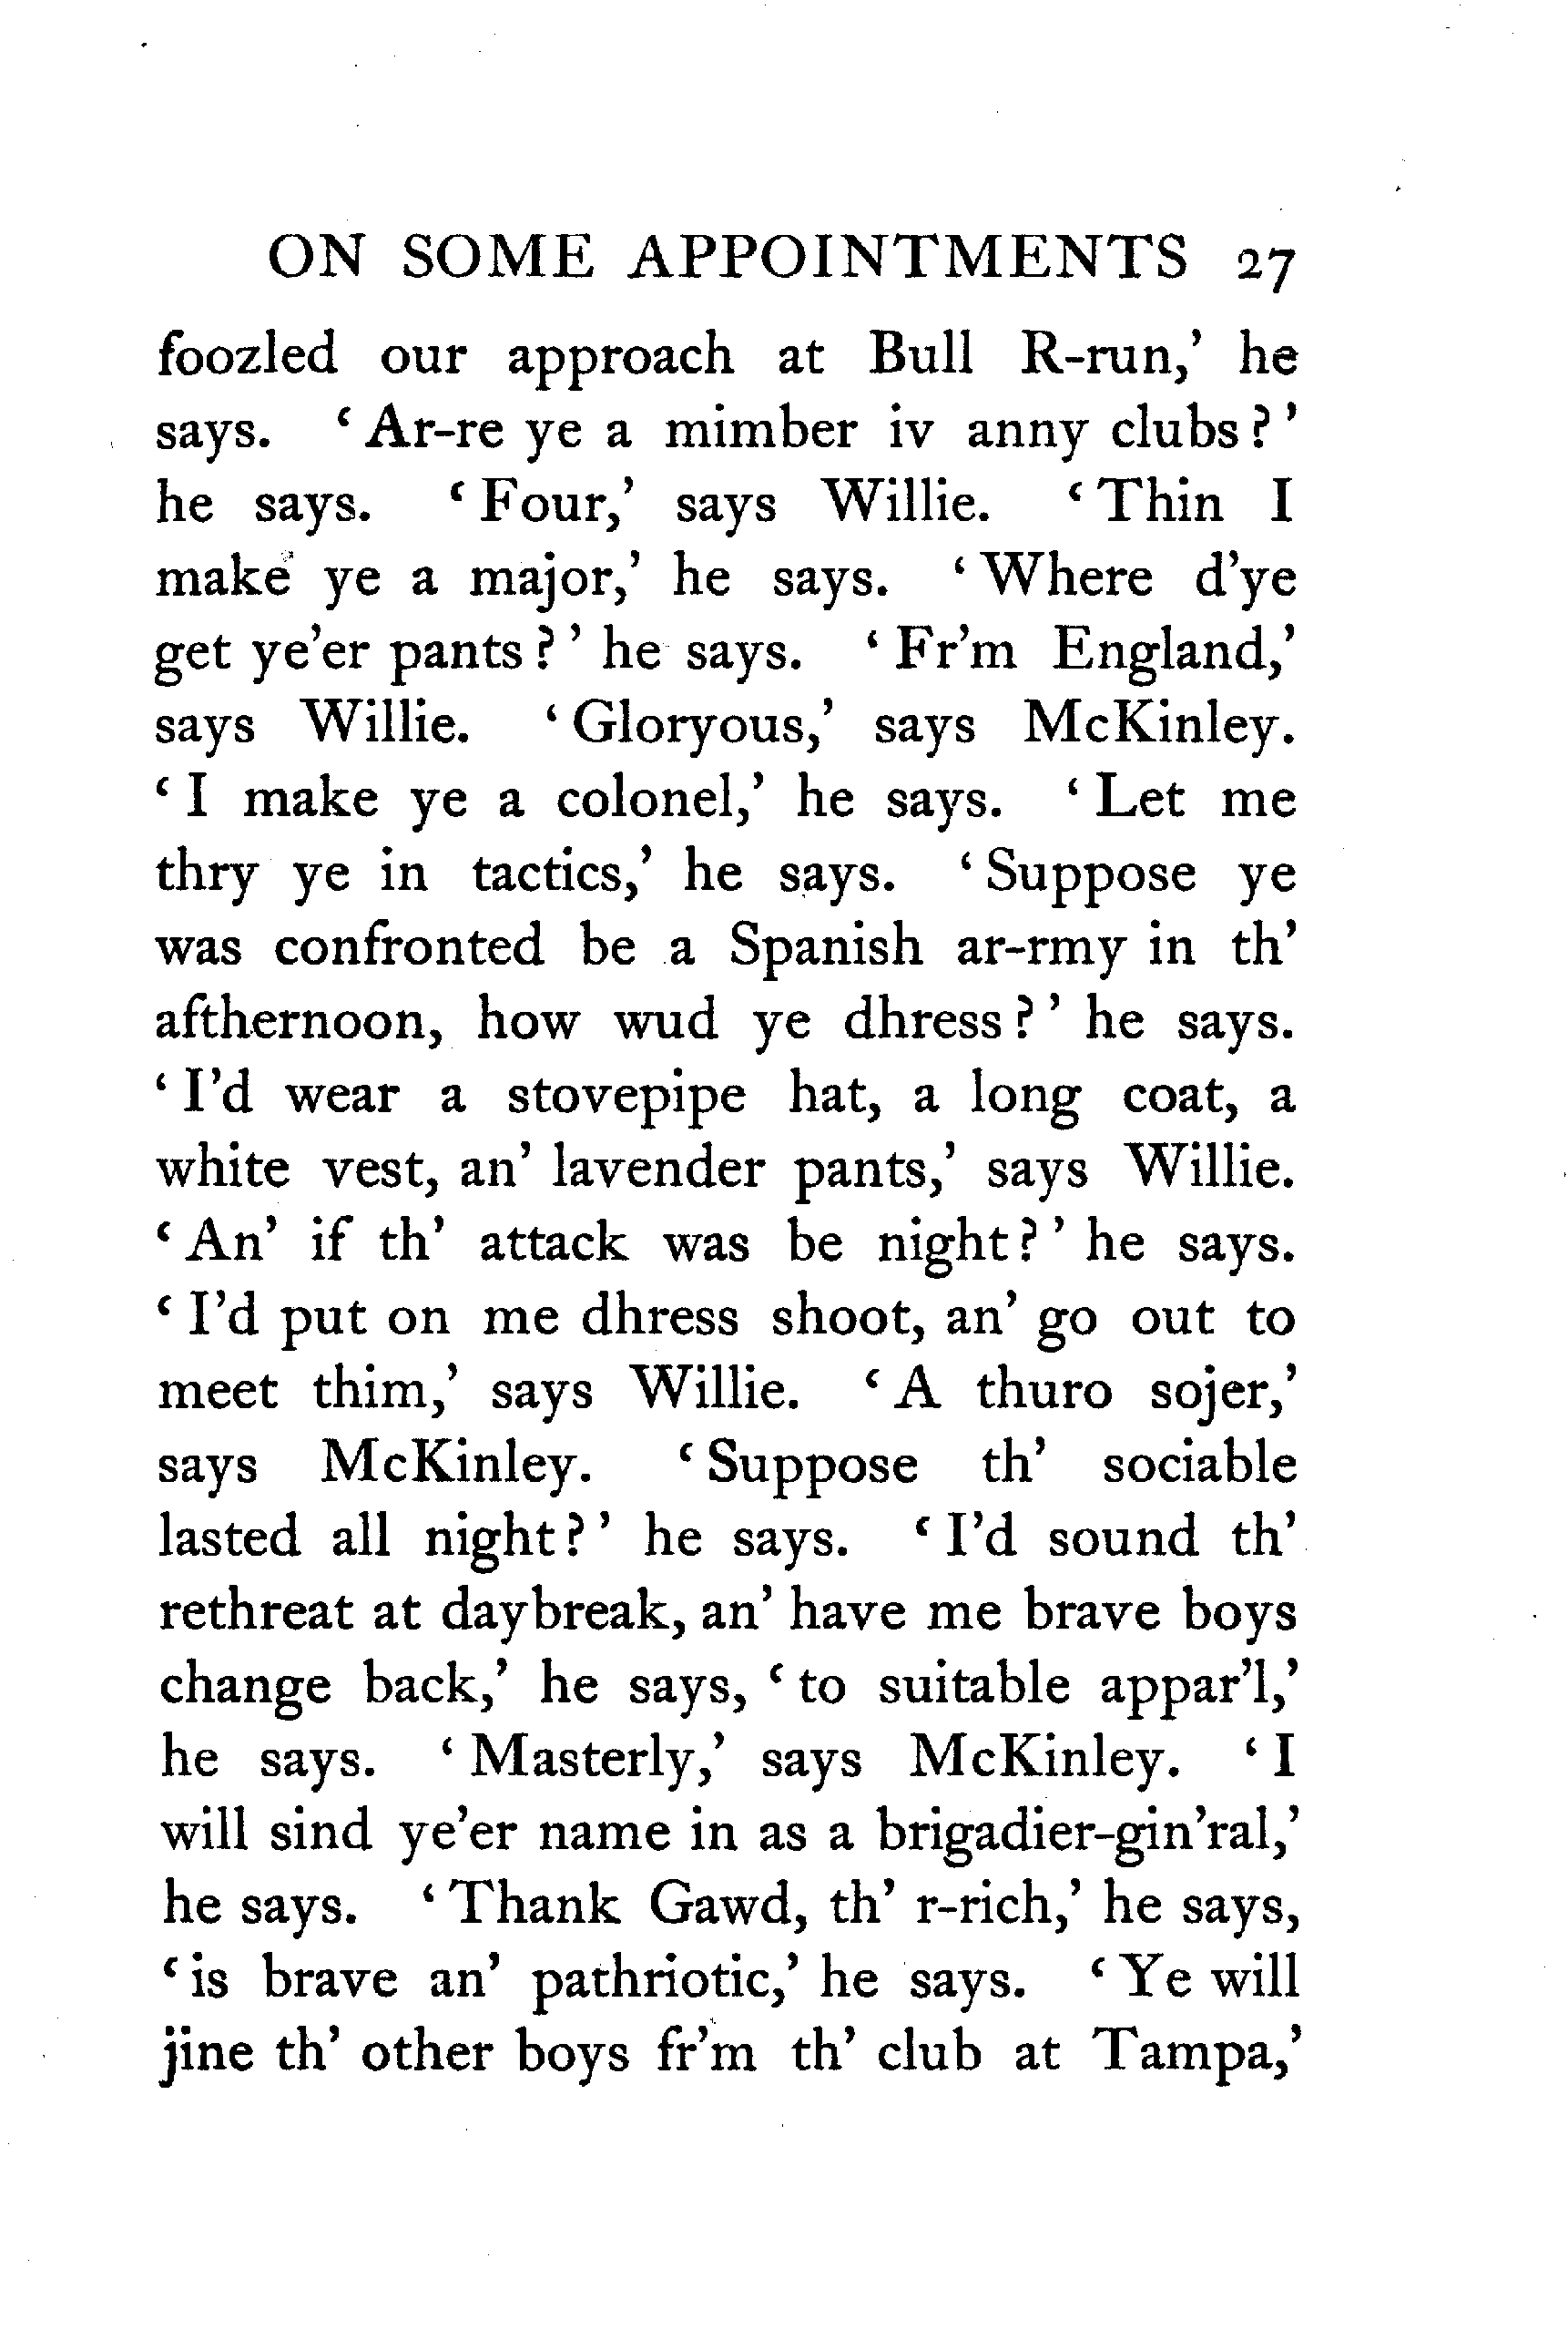 ON SOME APPOINTMENTS 27
foozled our approach at Bull R-run,’ he
says. ‘Ar-re ye a mimber iv anny clubs?’
he says. ‘Four,’ says Willie. ‘Thin I
make ye a major,’ he says. ‘Where d’ye
get ye’er pants?’ he says. ‘Fr’m England,’
says Willie. ‘Gloryous,’ says McKinley.
‘I make ye a colonel,’ he says. ‘Let me
thry ye in tactics,’ he says. ‘Suppose ye
was confronted be a Spanish ar-rmy in th’
afthernoon, how wud ye dhress?’ he says.
‘I’d wear a stovepipe hat, a long coat, a
white vest, an’ lavender pants,’ says Willie.
‘An’ if th’ attack was be night?’ he says.
‘I’d put on me dhress shoot, an’ go out to
meet thim,’ says Willie. ‘A thuro sojer,’
says McKinley. ‘Suppose th’ sociable
lasted all night?’ he says. ‘I’d sound th’
rethreat at daybreak, an’ have me brave boys
change back,’ he says, ‘to suitable appar’l,’
he says. ‘Masterly,’ says McKinley. ‘I
will sind ye’er name in as a brigadier-gin’ral,’
he says. ‘Thank Gawd, th’ r-rich,’ he says,
‘is brave an’ pathriotic,’ he says. ‘Ye will
jine th’ other boys fr’m th’ club at Tampa,’